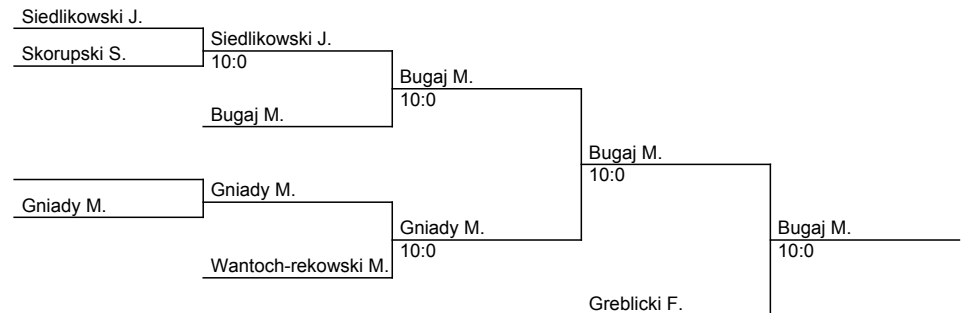 Siedlikowski J.
Skorupski S.
Siedlikowski J.
10:0
Bugaj M.
Bugaj M.
10:0
Gniady M.
Gniady M.
Wantoch-rekowski M.
Gniady M.
10:0
Bugaj M.
10:0
Greblicki F.
Bugaj M.
10:0